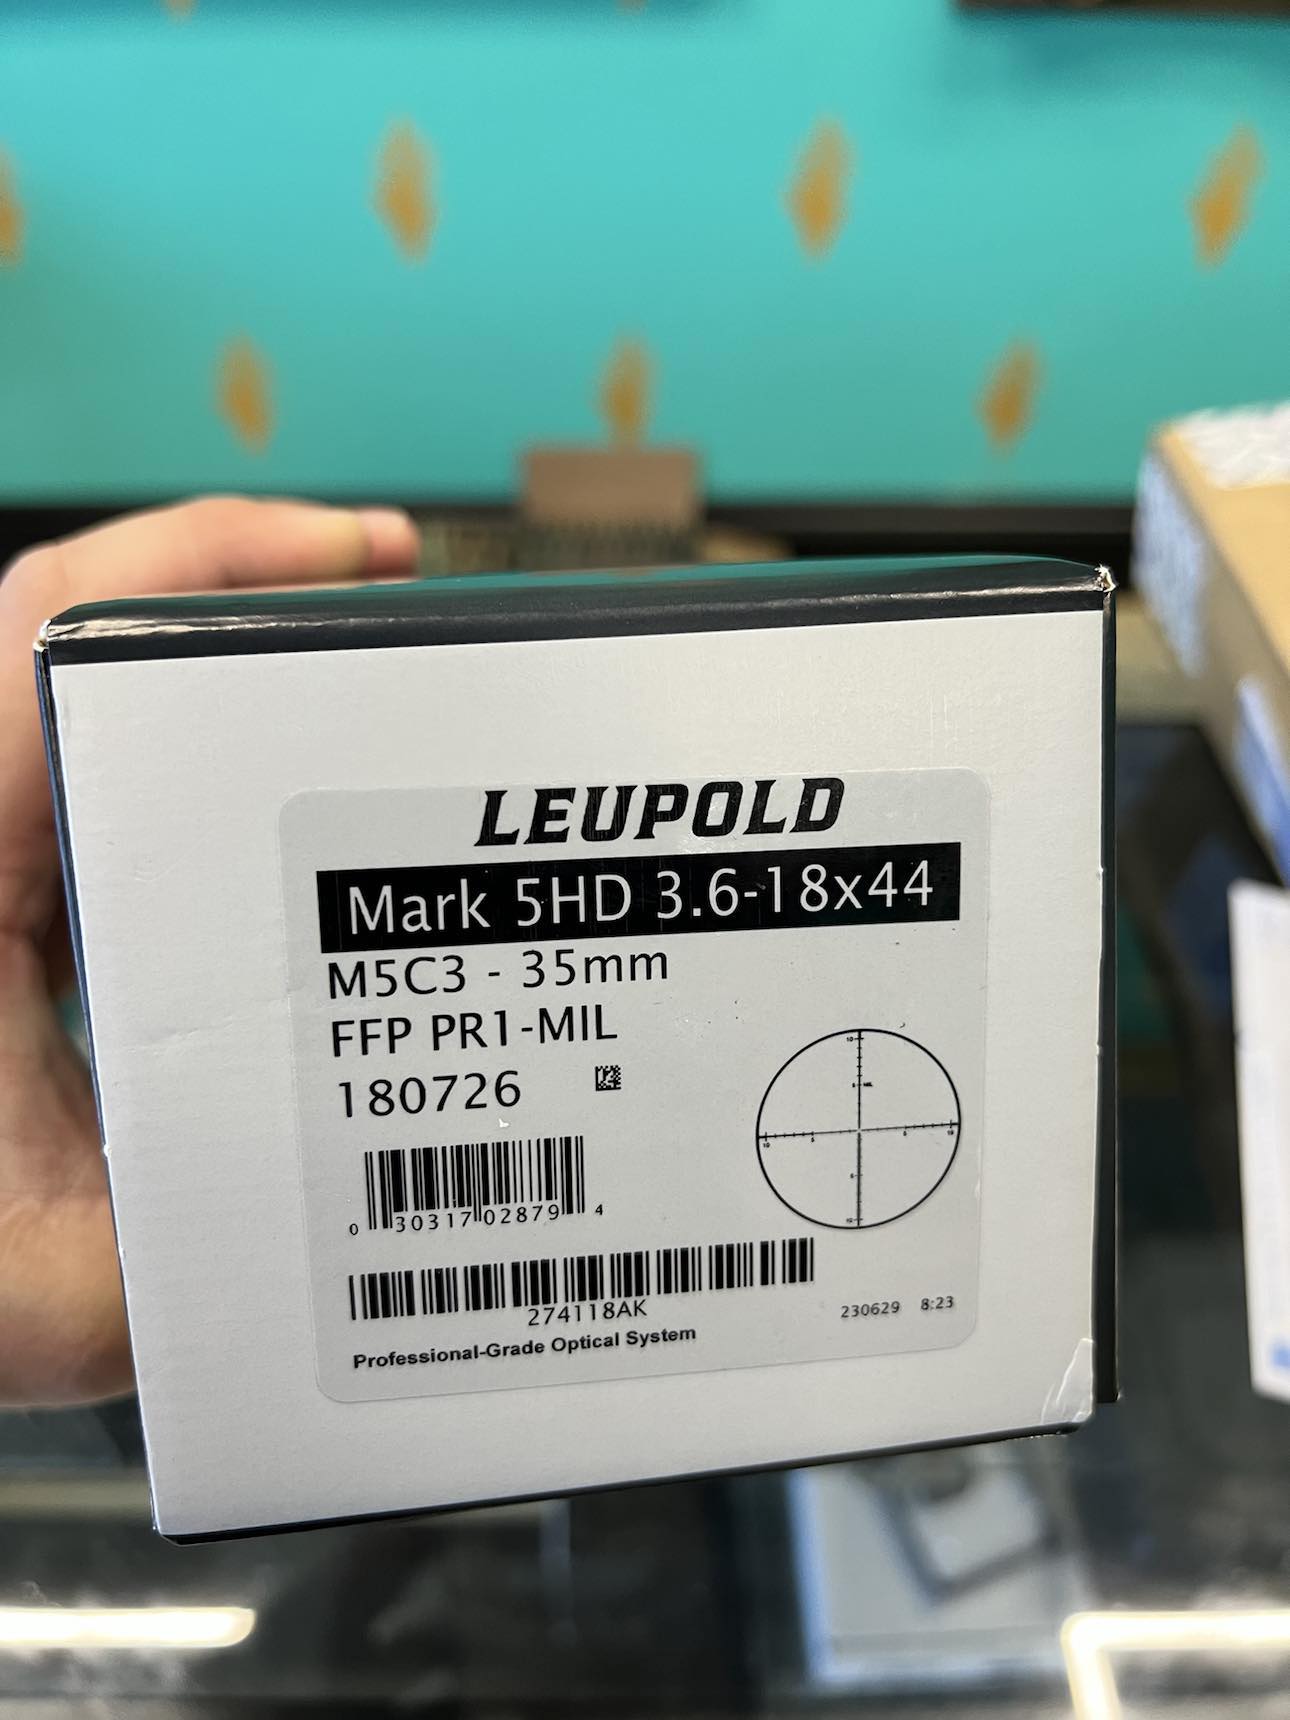 LEUPOLD
Mark 5HD 3.6-18x44
M5C3 - 35mm
FFP PR1-MIL
180726
0 30317 02879 4
274118AK
230629 8:23
Professional-Grade Optical System